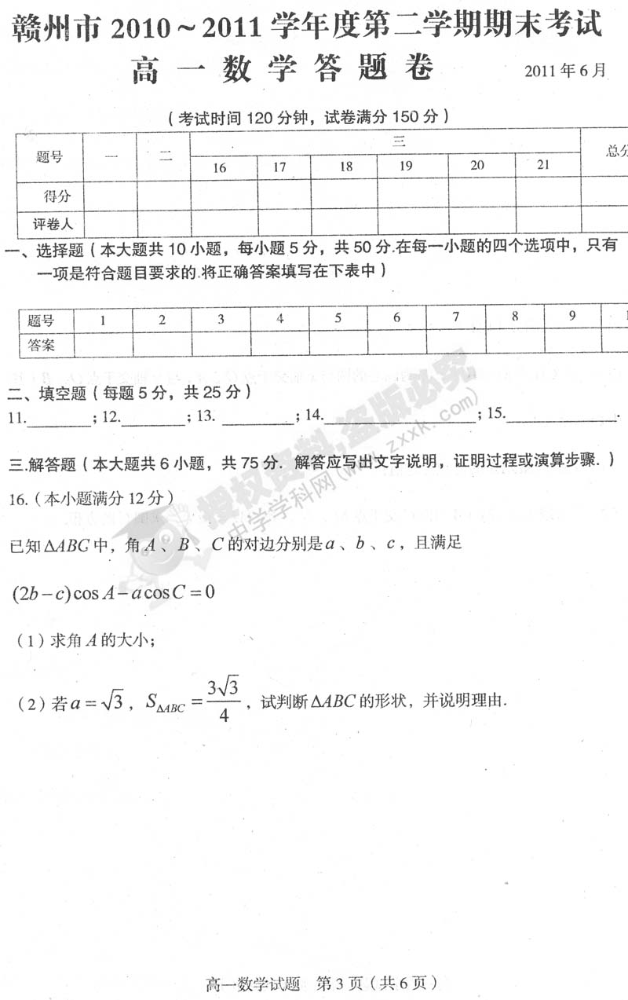 赣州市 2010～2011 学年度第二学期期末考试
高一数学答题卷 2011 年 6 月
（考试时间 120 分钟，试卷满分 150 分）
题号 一 二 三 总分
16 17 18 19 20 21
得分
评卷人
一、选择题（本大题共 10 小题，每小题 5 分，共 50 分.在每一小题的四个选项中，只有
一项是符合题目要求的.将正确答案填写在下表中）
题号 1 2 3 4 5 6 7 8 9
答案
二、填空题（每题 5 分，共 25 分）
11.________；12.________；13. ________；14.________________；15.____________.
三.解答题（本大题共 6 小题，共 75 分. 解答应写出文字说明，证明过程或演算步骤.）
16.（本小题满分 12 分）
已知 ΔABC 中，角 A 、B 、C 的对边分别是 a 、b 、c ，且满足
(2b－c)cos A－a cos C＝0
（1）求角 A 的大小；
（2）若 a = √3 ，S△ABC = 3√3/4 ，试判断 ΔABC 的形状，并说明理由.
授权资料,盗版必究
中学学科网(www.zxxk.com)
高一数学试题 第 3 页（共 6 页）